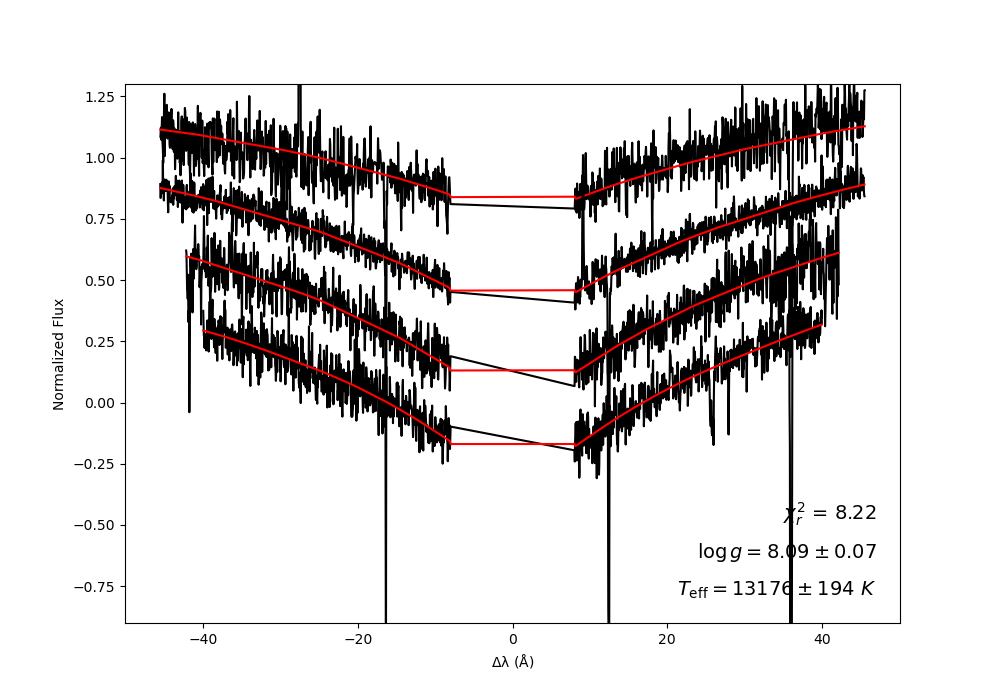 1.25
1.00
0.75
0.50
0.25
0.00
−0.25
−0.50
−0.75
Normalized Flux
χ²ᵣ = 8.22
log g = 8.09 ± 0.07
T_eff = 13176 ± 194 K
−40 −20 0 20 40
Δλ (Å)